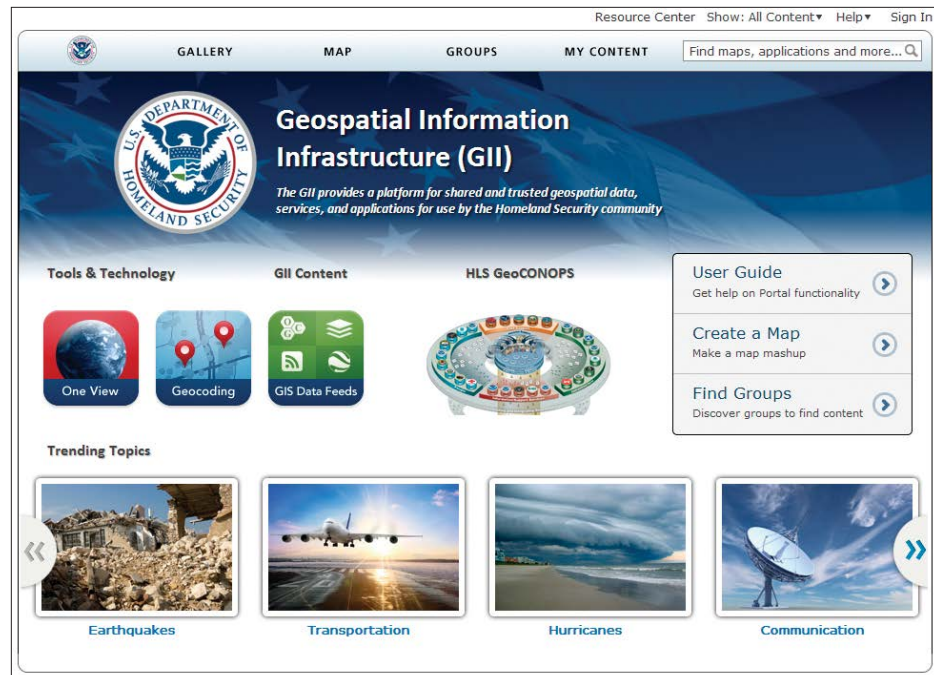 Resource Center Show: All Content▾ Help▾ Sign In
GALLERY MAP GROUPS MY CONTENT Find maps, applications and more...
U.S. DEPARTMENT OF HOMELAND SECURITY
Geospatial Information
Infrastructure (GII)
The GII provides a platform for shared and trusted geospatial data,
services, and applications for use by the Homeland Security community
Tools & Technology GII Content HLS GeoCONOPS
One View
Geocoding
O G C
GIS Data Feeds
User Guide
Get help on Portal functionality
Create a Map
Make a map mashup
Find Groups
Discover groups to find content
Trending Topics
Earthquakes Transportation Hurricanes Communication